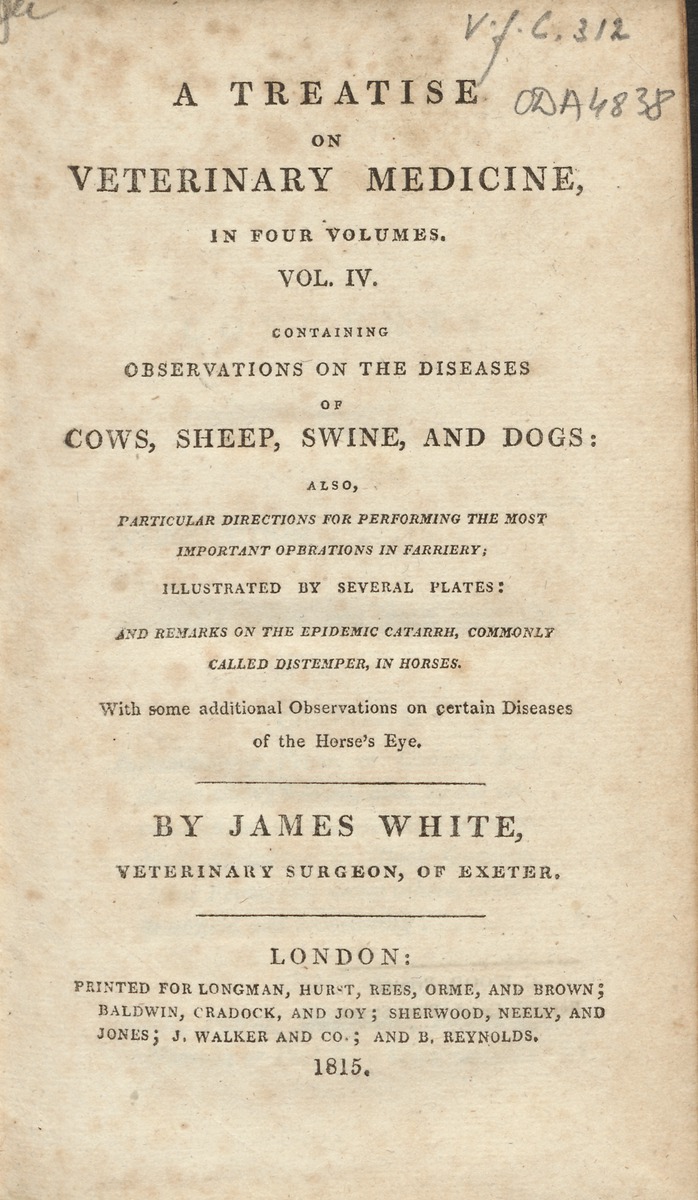 V.f.C. 312
ODA4838
A TREATISE
ON
VETERINARY MEDICINE,
IN FOUR VOLUMES.
VOL. IV.
CONTAINING
OBSERVATIONS ON THE DISEASES
OF
COWS, SHEEP, SWINE, AND DOGS:
ALSO,
PARTICULAR DIRECTIONS FOR PERFORMING THE MOST
IMPORTANT OPERATIONS IN FARRIERY;
ILLUSTRATED BY SEVERAL PLATES:
AND REMARKS ON THE EPIDEMIC CATARRH, COMMONLY
CALLED DISTEMPER, IN HORSES.
With some additional Observations on certain Diseases
of the Horse's Eye.
BY JAMES WHITE,
VETERINARY SURGEON, OF EXETER.
LONDON:
PRINTED FOR LONGMAN, HURST, REES, ORME, AND BROWN;
BALDWIN, CRADOCK, AND JOY; SHERWOOD, NEELY, AND
JONES; J. WALKER AND CO.; AND B. REYNOLDS.
1815.